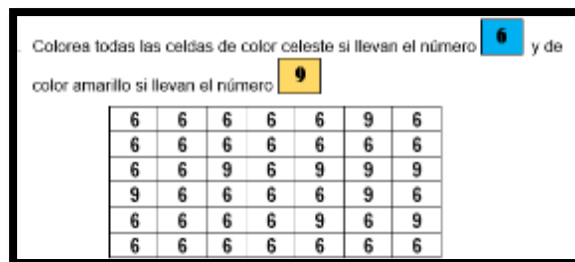 . Colorea todas las celdas de color celeste si llevan el número 6 y de
color amarillo si llevan el número 9
6 6 6 6 6 9 6
6 6 6 6 6 6 6
6 6 9 6 9 9 9
9 6 6 6 6 9 6
6 6 6 6 9 6 9
6 6 6 6 6 6 6